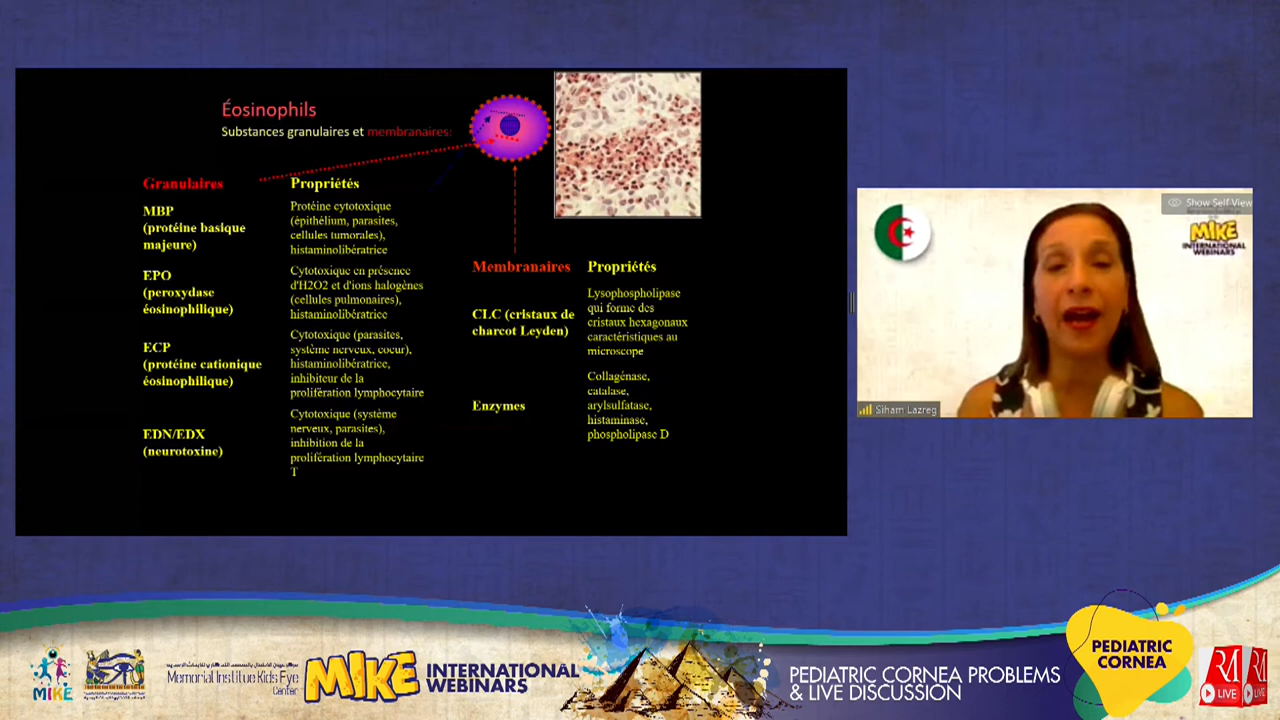 Éosinophils
Substances granulaires et membranaires:
Granulaires
Propriétés
MBP
(protéine basique
majeure)
Protéine cytotoxique
(épithélium, parasites,
cellules tumorales),
histaminolibératrice
EPO
(peroxydase
éosinophilique)
Cytotoxique en présence
d'H2O2 et d'ions halogènes
(cellules pulmonaires),
histaminolibératrice
ECP
(protéine cationique
éosinophilique)
Cytotoxique (parasites,
système nerveux, coeur),
histaminolibératrice,
inhibiteur de la
prolifération lymphocytaire
EDN/EDX
(neurotoxine)
Cytotoxique (système
nerveux, parasites),
inhibition de la
prolifération lymphocytaire
T
Membranaires
Propriétés
CLC (cristaux de
charcot Leyden)
Lysophospholipase
qui forme des
cristaux hexagonaux
caractéristiques au
microscope
Enzymes
Collagénase,
catalase,
arylsulfatase,
histaminase,
phospholipase D
Show Self-View
MIKE
INTERNATIONAL
WEBINARS
Siham Lazreg
MIKE
Memorial Institue Kids Eye
Center
MIKE
INTERNATIONAL
WEBINARS
PEDIATRIC CORNEA PROBLEMS
& LIVE DISCUSSION
PEDIATRIC
CORNEA
LIVE
LIVE